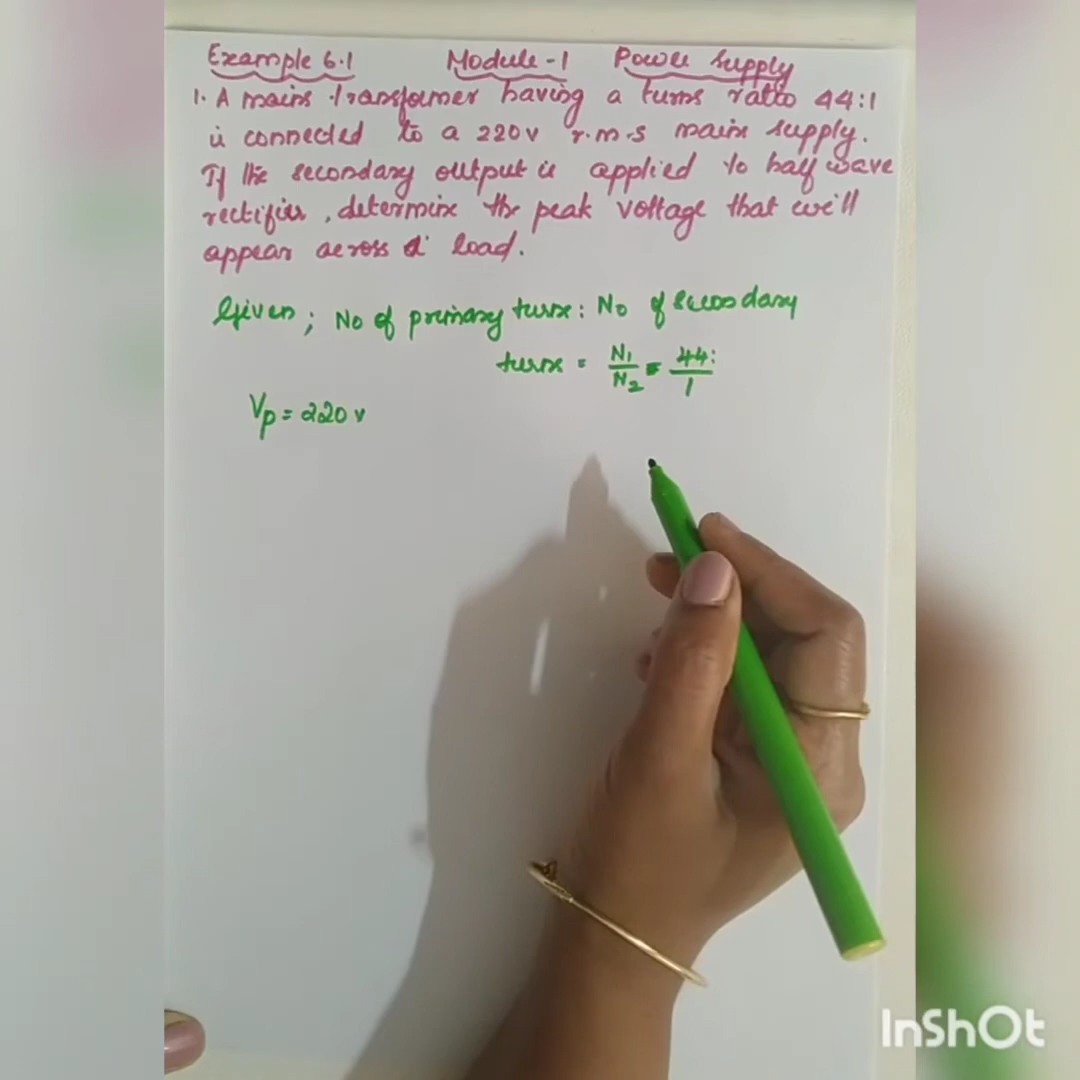 Example 6.1 Module-1 Power Supply
1. A mains transformer having a turns ratio 44:1
is connected to a 220v r.m.s mains supply.
If the secondary output is applied to half wave
rectifier, determine the peak voltage that will
appear across a load.
Given; No of primary turns: No of secondary
turns = N1/N2 = 44:/1
Vp = 220 v
InShOt